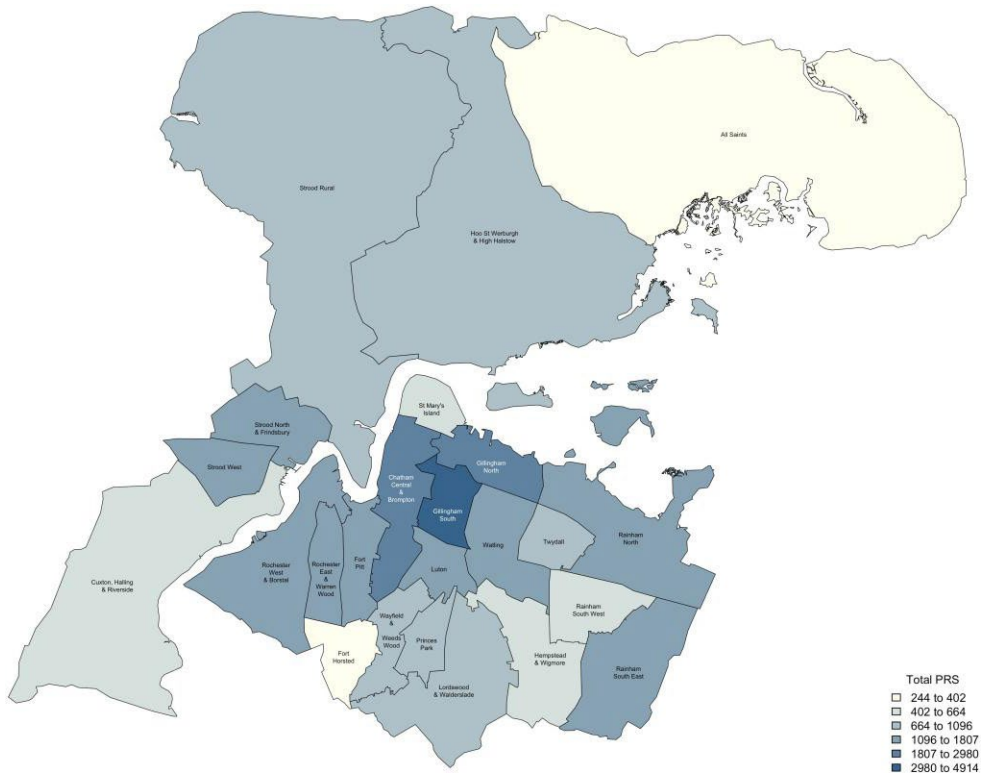 All Saints
Strood Rural
Hoo St Werburgh
& High Halstow
St Mary's
Island
Strood North
& Frindsbury
Strood West
Gillingham
North
Chatham
Central
&
Brompton
Gillingham
South
Rainham
North
Twydall
Watling
Fort
Pitt
Rochester
East
&
Warren
Wood
Rochester
West
& Borstal
Luton
Cuxton, Halling
& Riverside
Rainham
South West
Wayfield
&
Weeds
Wood
Princes
Park
Fort
Horsted
Hempstead
& Wigmore
Rainham
South East
Lordswood
& Walderslade
Total PRS
244 to 402
402 to 664
664 to 1096
1096 to 1807
1807 to 2980
2980 to 4914